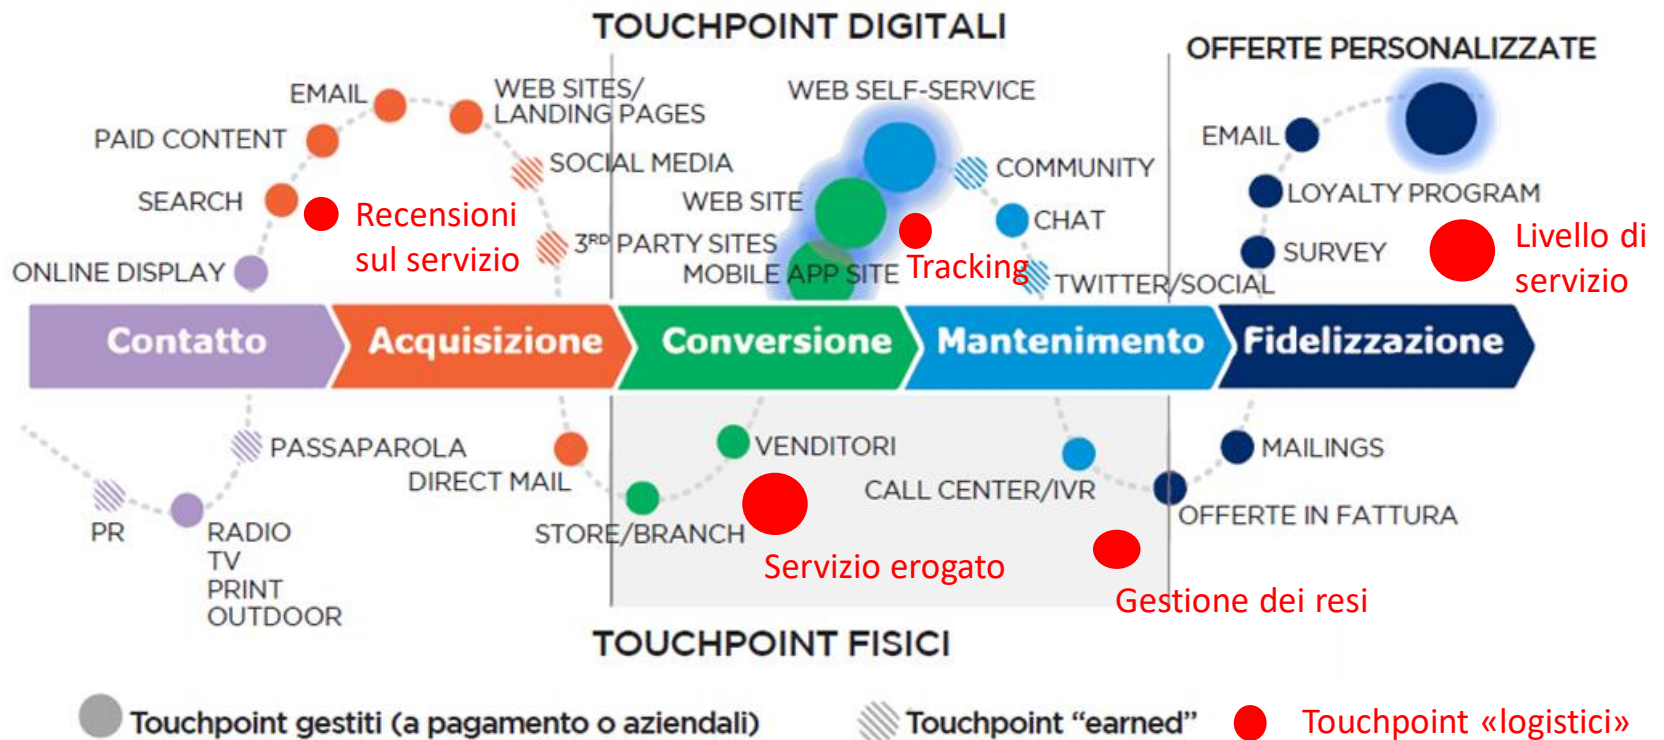 TOUCHPOINT DIGITALI
OFFERTE PERSONALIZZATE
EMAIL
WEB SITES/
LANDING PAGES
WEB SELF-SERVICE
PAID CONTENT
SOCIAL MEDIA
COMMUNITY
EMAIL
SEARCH
Recensioni
sul servizio
WEB SITE
CHAT
LOYALTY PROGRAM
3RD PARTY SITES
SURVEY
Livello di
servizio
ONLINE DISPLAY
MOBILE APP SITE
Tracking
TWITTER/SOCIAL
Contatto
Acquisizione
Conversione
Mantenimento
Fidelizzazione
PASSAPAROLA
VENDITORI
MAILINGS
DIRECT MAIL
CALL CENTER/IVR
OFFERTE IN FATTURA
PR
RADIO
TV
PRINT
OUTDOOR
STORE/BRANCH
Servizio erogato
Gestione dei resi
TOUCHPOINT FISICI
Touchpoint gestiti (a pagamento o aziendali)
Touchpoint “earned”
Touchpoint «logistici»